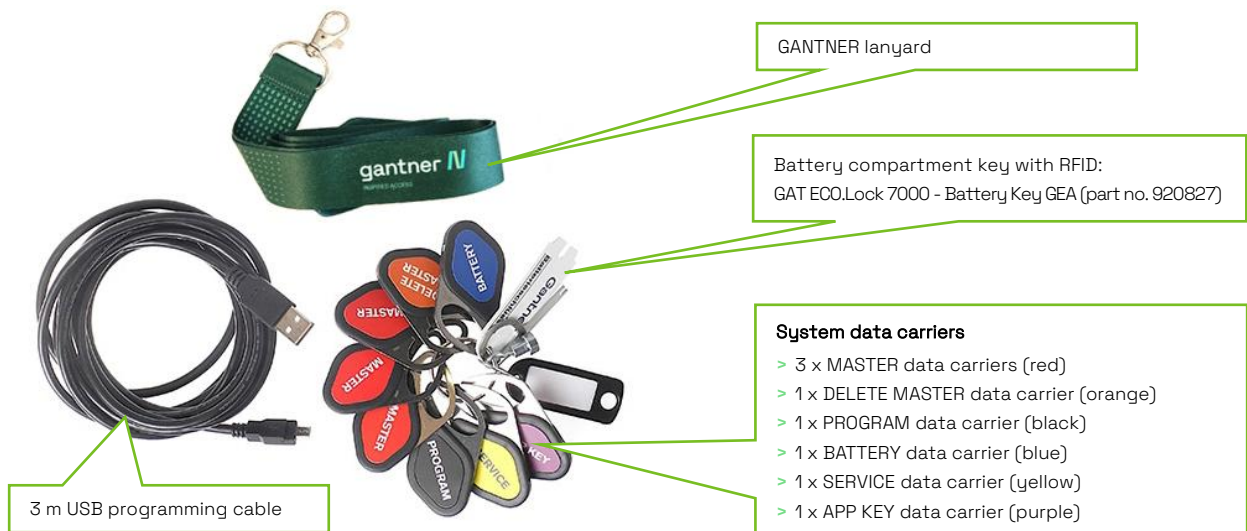 GANTNER lanyard
gantner
INSPIRED ACCESS
Battery compartment key with RFID:
GAT ECO.Lock 7000 - Battery Key GEA (part no. 920827)
BATTERY
DELETE
MASTER
MASTER
MASTER
MASTER
PROGRAM
SERVICE
KEY
Gantner
System data carriers
> 3 x MASTER data carriers (red)
> 1 x DELETE MASTER data carrier (orange)
> 1 x PROGRAM data carrier (black)
> 1 x BATTERY data carrier (blue)
> 1 x SERVICE data carrier (yellow)
> 1 x APP KEY data carrier (purple)
3 m USB programming cable